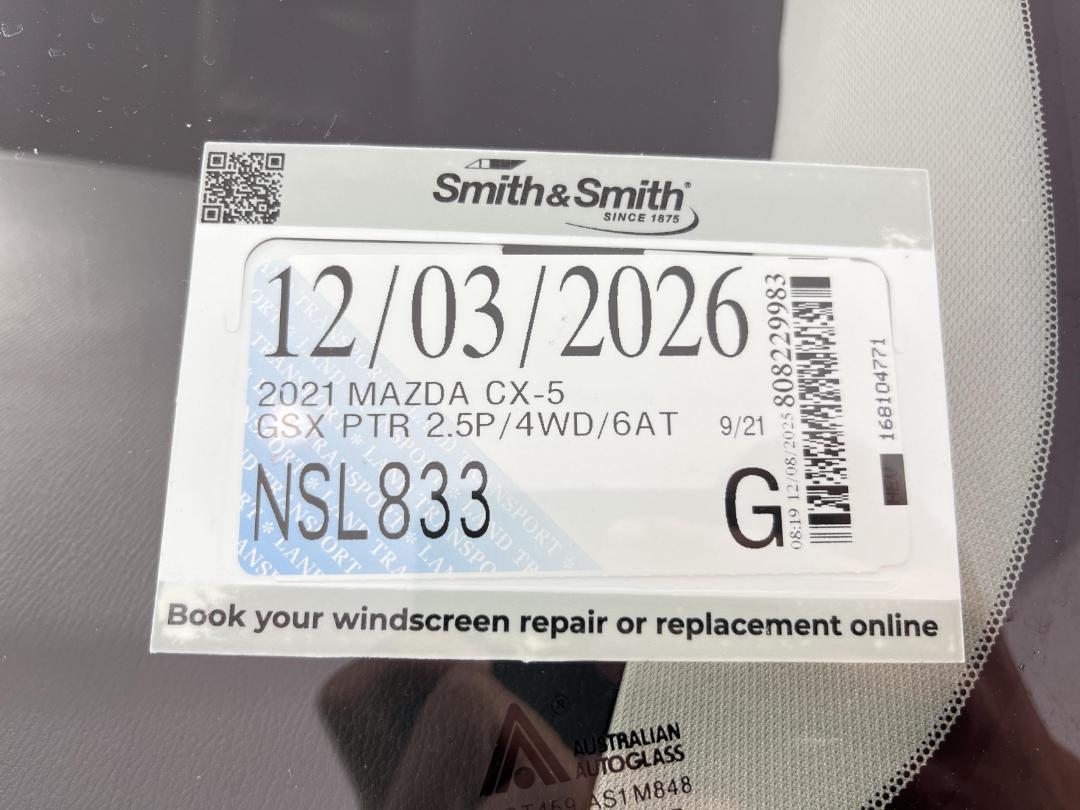 Smith&Smith®
SINCE 1875
12/03/2026
2021 MAZDA CX-5
GSX PTR 2.5P/4WD/6AT 9/21
NSL833
G
08:19 12/08/2025 808229983
168104771
Book your windscreen repair or replacement online
®
AUSTRALIAN
AUTOGLASS
AS1M848